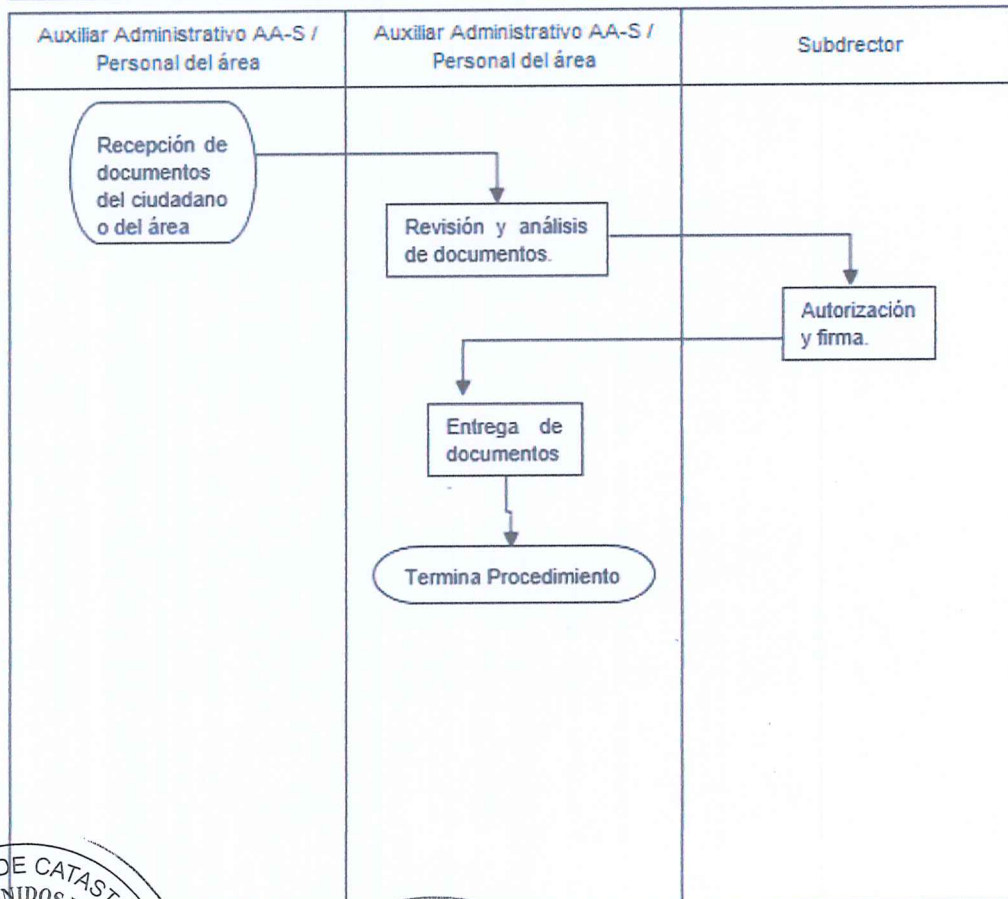 Auxiliar Administrativo AA-S /
Personal del área
Auxiliar Administrativo AA-S /
Personal del área
Subdrector
Recepción de
documentos
del ciudadano
o del área
Revisión y análisis
de documentos.
Autorización
y firma.
Entrega de
documentos
Termina Procedimiento
DE CATAST
NIDOS